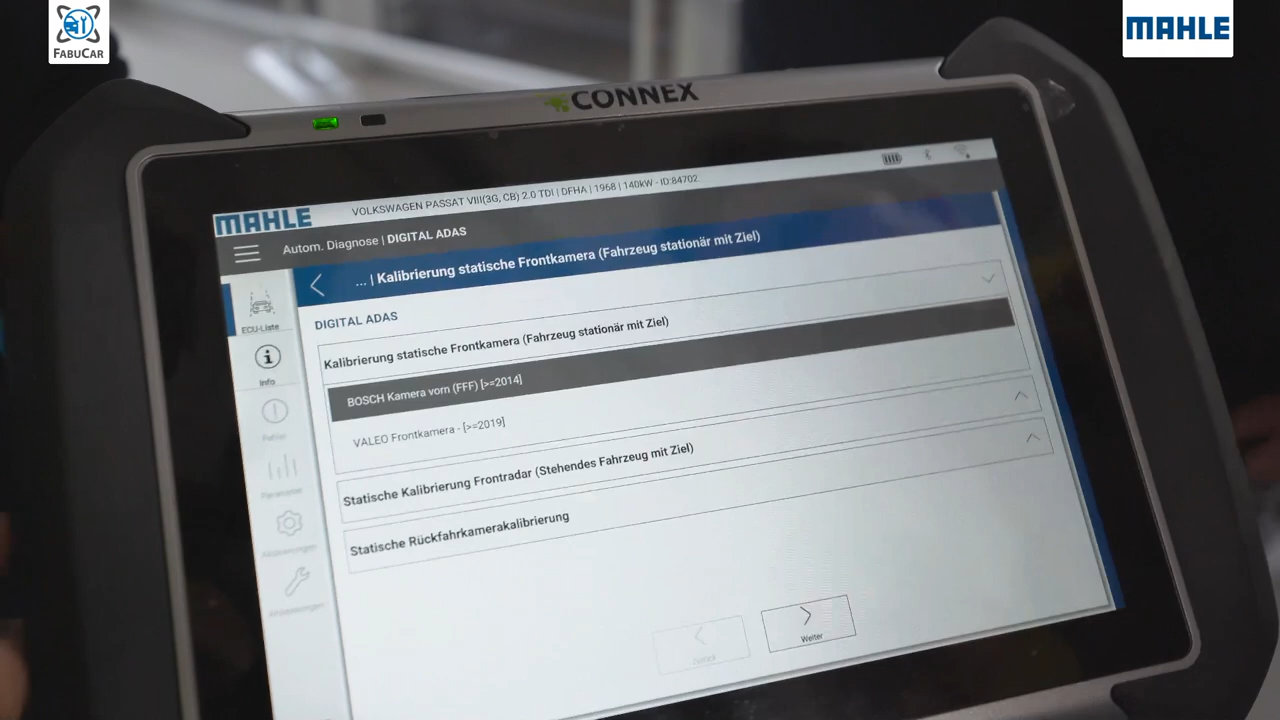 FABUCAR
MAHLE
CONNEX
MAHLE
VOLKSWAGEN PASSAT VIII(3G, CB) 2.0 TDI | DFHA | 1968 | 140kW - ID:84702
Autom. Diagnose | DIGITAL ADAS
... | Kalibrierung statische Frontkamera (Fahrzeug stationär mit Ziel)
ECU-Liste
Info
Fehler
Parameter
DIGITAL ADAS
Kalibrierung statische Frontkamera (Fahrzeug stationär mit Ziel)
BOSCH Kamera vorn (FFF) [>=2014]
VALEO Frontkamera - [>=2019]
Statische Kalibrierung Frontradar (Stehendes Fahrzeug mit Ziel)
Statische Rückfahrkamerakalibrierung
Zurück
Weiter